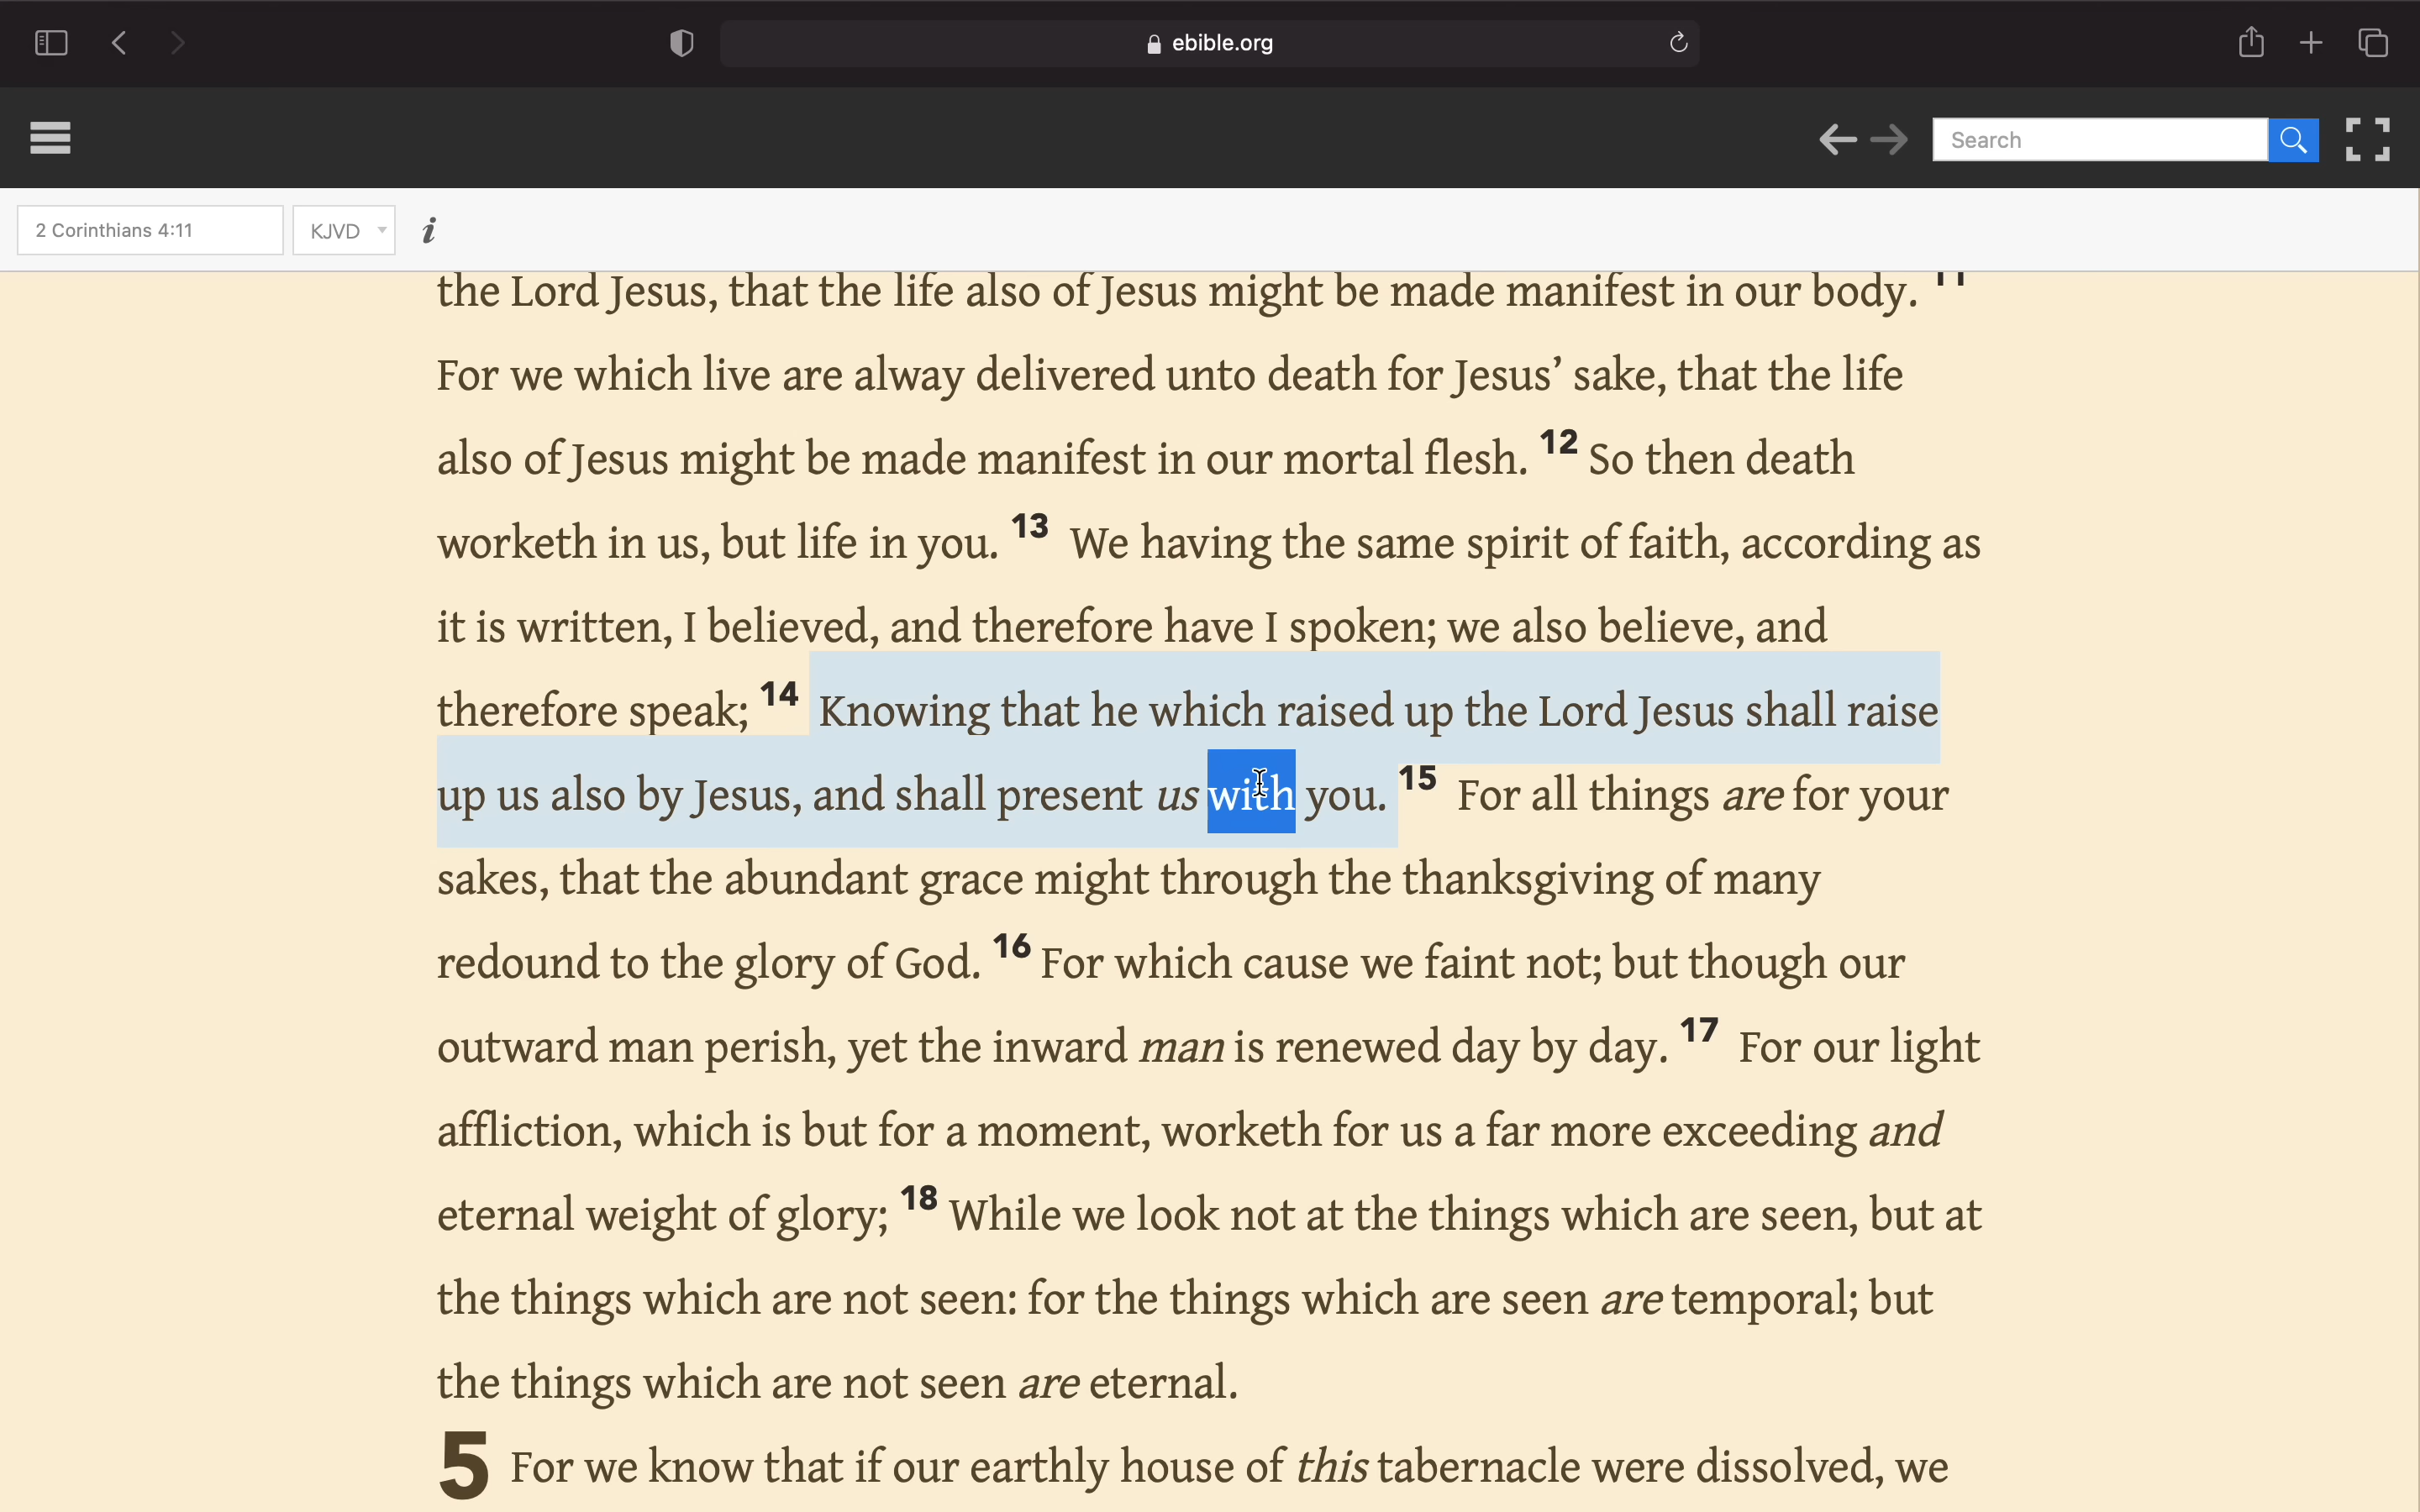 ebible.org
Search
2 Corinthians 4:11
KJVD
i
the Lord Jesus, that the life also of Jesus might be made manifest in our body. 11
For we which live are alway delivered unto death for Jesus’ sake, that the life
also of Jesus might be made manifest in our mortal flesh. 12 So then death
worketh in us, but life in you. 13 We having the same spirit of faith, according as
it is written, I believed, and therefore have I spoken; we also believe, and
therefore speak; 14 Knowing that he which raised up the Lord Jesus shall raise
up us also by Jesus, and shall present us with you. 15 For all things are for your
sakes, that the abundant grace might through the thanksgiving of many
redound to the glory of God. 16 For which cause we faint not; but though our
outward man perish, yet the inward man is renewed day by day. 17 For our light
affliction, which is but for a moment, worketh for us a far more exceeding and
eternal weight of glory; 18 While we look not at the things which are seen, but at
the things which are not seen: for the things which are seen are temporal; but
the things which are not seen are eternal.
5 For we know that if our earthly house of this tabernacle were dissolved, we